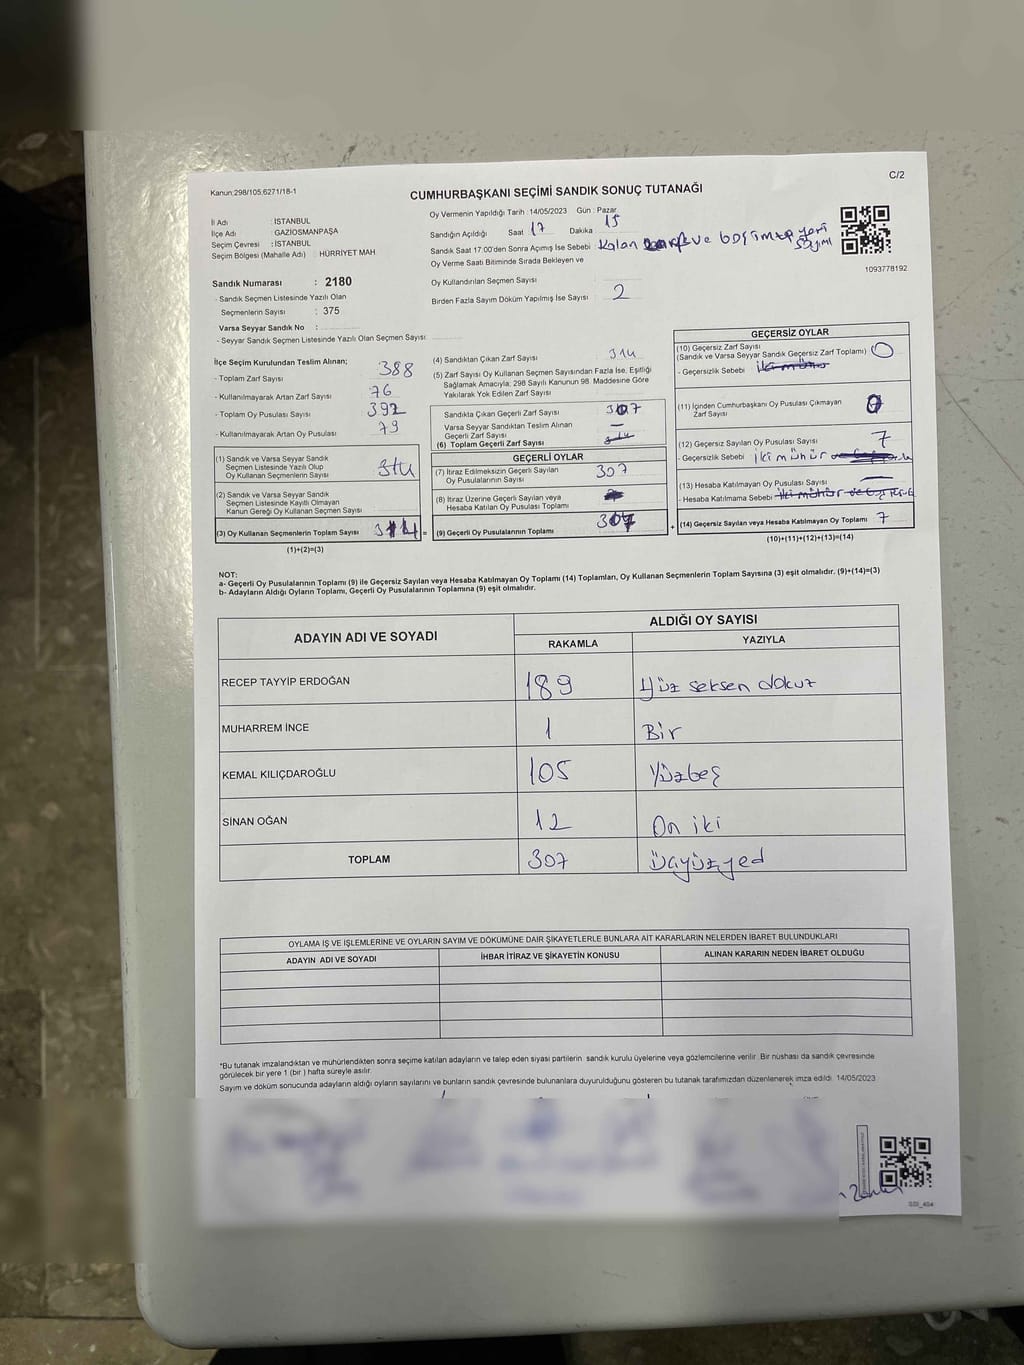 Kanun;298/105.6271/18-1
C/2
CUMHURBAŞKANI SEÇİMİ SANDIK SONUÇ TUTANAĞI
İl Adı : İSTANBUL
İlçe Adı : GAZİOSMANPAŞA
Seçim Çevresi : İSTANBUL
Seçim Bölgesi (Mahalle Adı) : HÜRRİYET MAH
Oy Vermenin Yapıldığı Tarih :14/05/2023 Gün : Pazar
Sandığın Açıldığı Saat 17 Dakika 15
Sandık Saat 17:00'den Sonra Açımış İse Sebebi Kalan ve
Oy Verme Saati Bitiminde Sırada Bekleyen ve
Oy Kullandırılan Seçmen Sayısı
Birden Fazla Sayım Döküm Yapılmış İse Sayısı 2
1093778192
Sandık Numarası : 2180
- Sandık Seçmen Listesinde Yazılı Olan
Seçmenlerin Sayısı : 375
Varsa Seyyar Sandık No :
- Seyyar Sandık Seçmen Listesinde Yazılı Olan Seçmen Sayısı:
İlçe Seçim Kurulundan Teslim Alınan;
- Toplam Zarf Sayısı 388
- Kullanılmayarak Artan Zarf Sayısı 76
- Toplam Oy Pusulası Sayısı 392
- Kullanılmayarak Artan Oy Pusulası 79
(1) Sandık ve Varsa Seyyar Sandık
Seçmen Listesinde Yazılı Olup
Oy Kullanan Seçmenlerin Sayısı 314
(2) Sandık ve Varsa Seyyar Sandık
Seçmen Listesinde Kayıtlı Olmayan
Kanun Gereği Oy Kullanan Seçmen Sayısı
(3) Oy Kullanan Seçmenlerin Toplam Sayısı 314 =
(1)+(2)=(3)
(4) Sandıktan Çıkan Zarf Sayısı 314
(5) Zarf Sayısı Oy Kullanan Seçmen Sayısından Fazla İse, Eşitliği
Sağlamak Amacıyla, 298 Sayılı Kanunun 98. Maddesine Göre
Yakılarak Yok Edilen Zarf Sayısı
Sandıkta Çıkan Geçerli Zarf Sayısı 307
Varsa Seyyar Sandıktan Teslim Alınan
Geçerli Zarf Sayısı —
(6) Toplam Geçerli Zarf Sayısı
GEÇERLİ OYLAR
(7) İtiraz Edilmeksizin Geçerli Sayılan
Oy Pusulasının Sayısı 307
(8) İtiraz Üzerine Geçerli Sayılan veya
Hesaba Katılan Oy Pusulası Toplamı
(9) Geçerli Oy Pusulalarının Toplamı 307 +
GEÇERSİZ OYLAR
(10) Geçersiz Zarf Sayısı
(Sandık ve Varsa Seyyar Sandık Geçersiz Zarf Toplamı) 0
- Geçersizlik Sebebi
(11) İçinden Cumhurbaşkanı Oy Pusulası Çıkmayan
Zarf Sayısı 0
(12) Geçersiz Sayılan Oy Pusulası Sayısı 7
- Geçersizlik Sebebi iki mühür
(13) Hesaba Katılmayan Oy Pusulası Sayısı —
- Hesaba Katılmama Sebebi iki mühür
(14) Geçersiz Sayılan veya Hesaba Katılmayan Oy Toplamı 7
(10)+(11)+(12)+(13)=(14)
NOT:
a- Geçerli Oy Pusulalarının Toplamı (9) ile Geçersiz Sayılan veya Hesaba Katılmayan Oy Toplamı (14) Toplamları, Oy Kullanan Seçmenlerin Toplam Sayısına (3) eşit olmalıdır. (9)+(14)=(3)
b- Adayların Aldığı Oyların Toplamı, Geçerli Oy Pusulalarının Toplamına (9) eşit olmalıdır.
ADAYIN ADI VE SOYADI
ALDIĞI OY SAYISI
RAKAMLA YAZIYLA
RECEP TAYYİP ERDOĞAN 189 Yüz seksen dokuz
MUHARREM İNCE 1 Bir
KEMAL KILIÇDAROĞLU 105 Yüzbeş
SİNAN OĞAN 12 On iki
TOPLAM 307 Üçyüzyed
OYLAMA İŞ VE İŞLEMLERİNE VE OYLARIN SAYIM VE DÖKÜMÜNE DAİR ŞİKAYETLERLE BUNLARA AİT KARARLARIN NELERDEN İBARET BULUNDUKLARI
ADAYIN ADI VE SOYADI İHBAR İTİRAZ VE ŞİKAYETİN KONUSU ALINAN KARARIN NEDEN İBARET OLDUĞU
*Bu tutanak imzalandıktan ve mühürlendikten sonra seçime katılan adayların ve talep eden siyasi partilerin sandık kurulu üyelerine veya gözlemcilerine verilir. Bir nüshası da sandık çevresinde
görülecek bir yere 1 (bir ) hafta süreyle asılır.
Sayım ve döküm sonucunda adayların aldığı oyların sayılarını ve bunların sandık çevresinde bulunanlara duyurulduğunu gösteren bu tutanak tarafımızdan düzenlenerek imza edildi. 14/05/2023